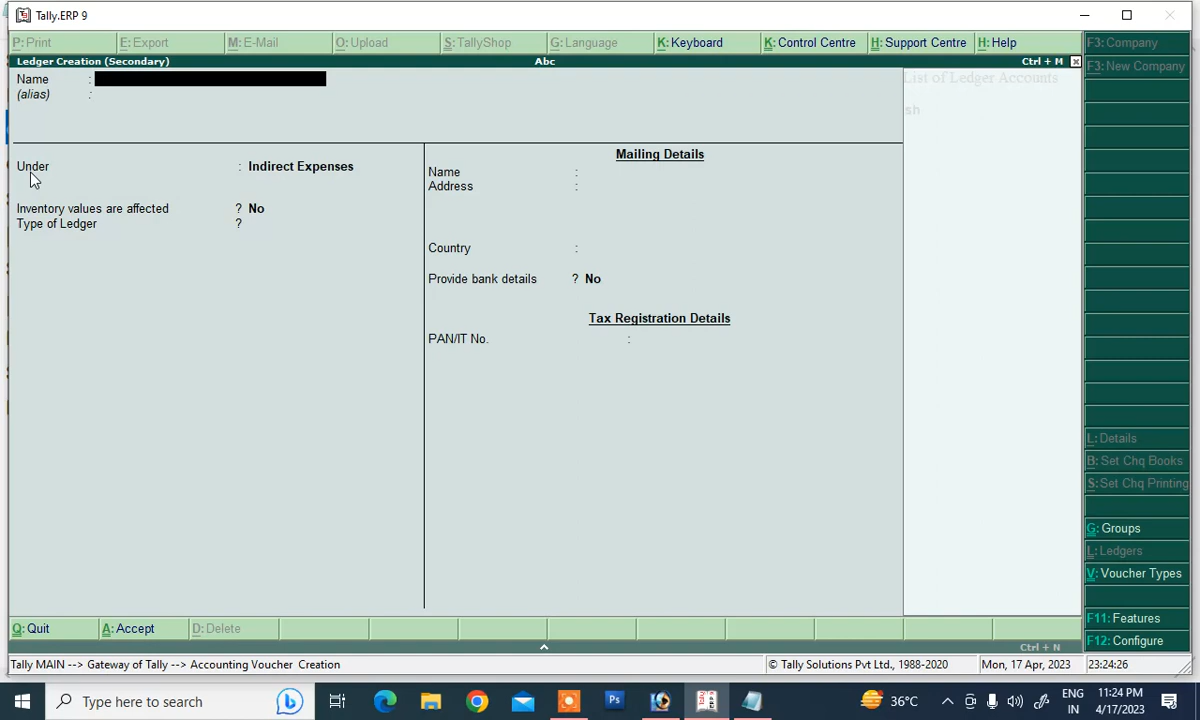 Tally.ERP 9
P: Print
E: Export
M: E-Mail
O: Upload
S: TallyShop
G: Language
K: Keyboard
K: Control Centre
H: Support Centre
H: Help
F3: Company
F3: New Company
Ledger Creation (Secondary)
Abc
Ctrl + M
Name :
(alias) :
List of Ledger Accounts
Under : Indirect Expenses
Inventory values are affected ? No
Type of Ledger ?
Mailing Details
Name :
Address :
Country :
Provide bank details ? No
Tax Registration Details
PAN/IT No. :
L: Details
B: Set Chq Books
S: Set Chq Printing
G: Groups
L: Ledgers
V: Voucher Types
F11: Features
F12: Configure
Q: Quit
A: Accept
D: Delete
Ctrl + N
Tally MAIN --> Gateway of Tally --> Accounting Voucher Creation
© Tally Solutions Pvt Ltd., 1988-2020
Mon, 17 Apr, 2023
23:24:26
Type here to search
Ps
36°C
ENG
IN
11:24 PM
4/17/2023